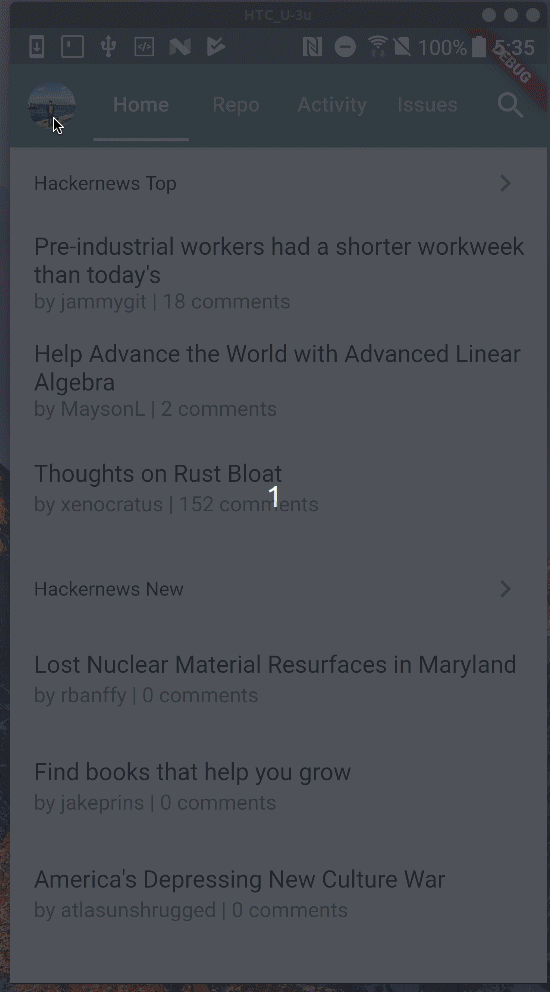 HTC_U-3u
100% 5:35
DEBUG
Home Repo Activity Issues
Hackernews Top
Pre-industrial workers had a shorter workweek
than today's
by jammygit | 18 comments
Help Advance the World with Advanced Linear
Algebra
by MaysonL | 2 comments
Thoughts on Rust Bloat
by xenocratus | 152 comments
1
Hackernews New
Lost Nuclear Material Resurfaces in Maryland
by rbanffy | 0 comments
Find books that help you grow
by jakeprins | 0 comments
America's Depressing New Culture War
by atlasunshrugged | 0 comments